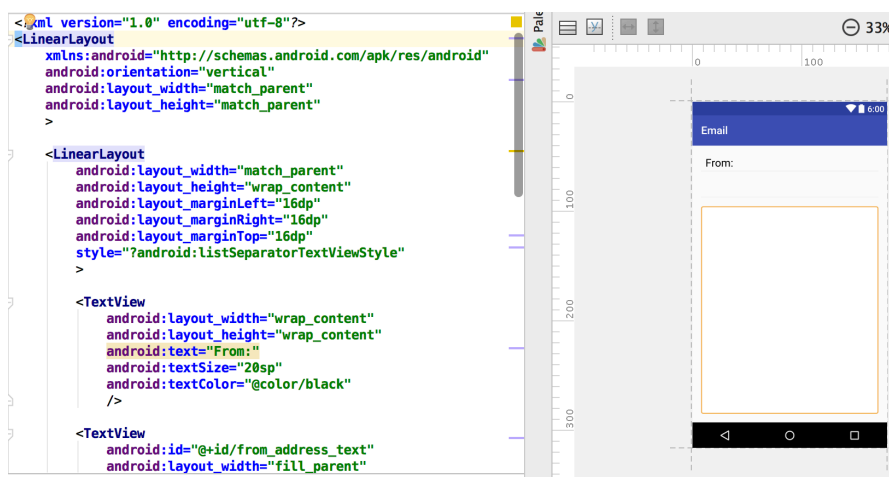 <?xml version="1.0" encoding="utf-8"?>
<LinearLayout
xmlns:android="http://schemas.android.com/apk/res/android"
android:orientation="vertical"
android:layout_width="match_parent"
android:layout_height="match_parent"
>
<LinearLayout
android:layout_width="match_parent"
android:layout_height="wrap_content"
android:layout_marginLeft="16dp"
android:layout_marginRight="16dp"
android:layout_marginTop="16dp"
style="?android:listSeparatorTextViewStyle"
>
<TextView
android:layout_width="wrap_content"
android:layout_height="wrap_content"
android:text="From:"
android:textSize="20sp"
android:textColor="@color/black"
/>
<TextView
android:id="@+id/from_address_text"
android:layout_width="fill_parent"
Pale
33%
0
100
0
100
200
300
6:00
Email
From: